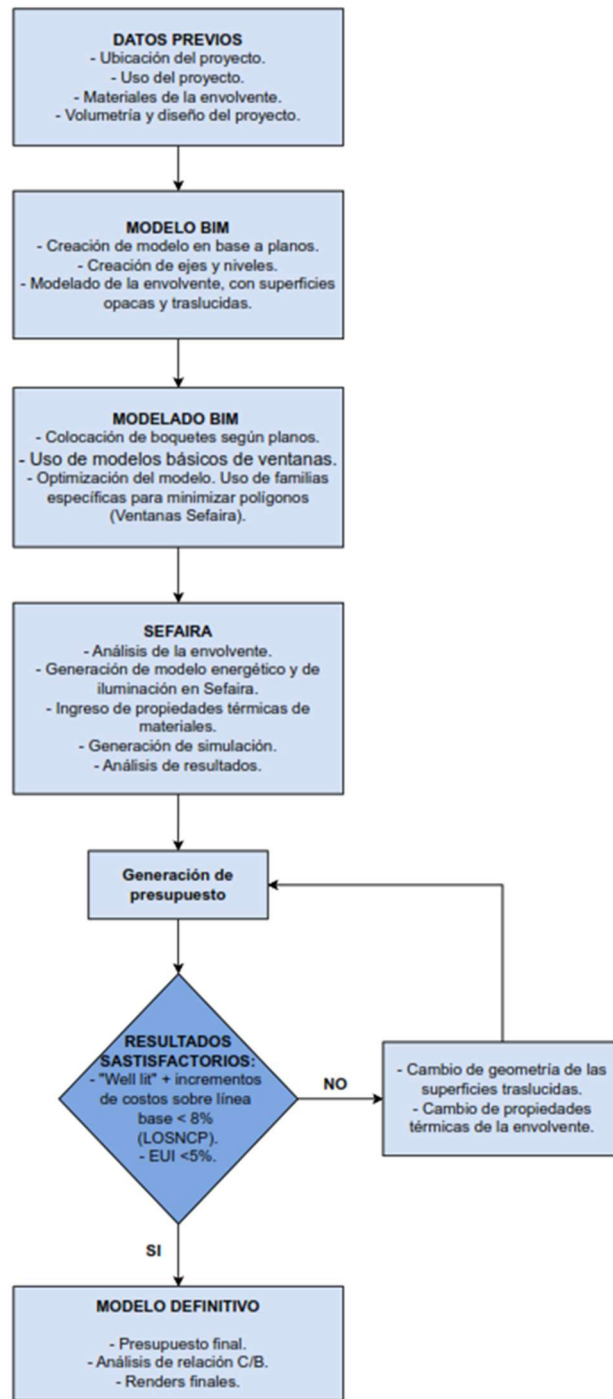 DATOS PREVIOS
- Ubicación del proyecto.
- Uso del proyecto.
- Materiales de la envolvente.
- Volumetría y diseño del proyecto.
MODELO BIM
- Creación de modelo en base a planos.
- Creación de ejes y niveles.
- Modelado de la envolvente, con superficies
opacas y traslucidas.
MODELADO BIM
- Colocación de boquetes según planos.
- Uso de modelos básicos de ventanas.
- Optimización del modelo. Uso de familias
específicas para minimizar polígonos
(Ventanas Sefaira).
SEFAIRA
- Análisis de la envolvente.
- Generación de modelo energético y de
iluminación en Sefaira.
- Ingreso de propiedades térmicas de
materiales.
- Generación de simulación.
- Análisis de resultados.
Generación de
presupuesto
RESULTADOS
SASTISFACTORIOS:
- "Well lit" + incrementos
de costos sobre línea
base < 8%
(LOSNCP).
- EUI <5%.
NO
- Cambio de geometría de las
superficies traslucidas.
- Cambio de propiedades
térmicas de la envolvente.
SI
MODELO DEFINITIVO
- Presupuesto final.
- Análisis de relación C/B.
- Renders finales.